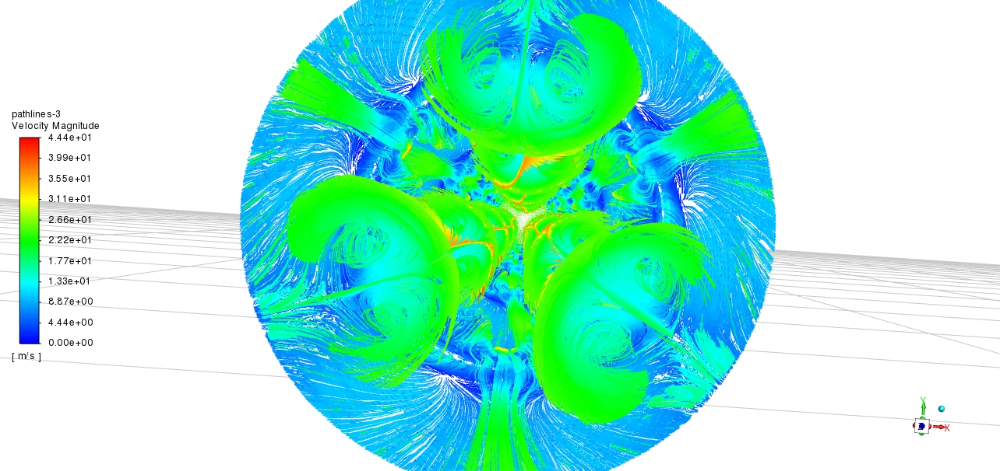 pathlines-3
Velocity Magnitude
4.44e+01
3.99e+01
3.55e+01
3.11e+01
2.66e+01
2.22e+01
1.77e+01
1.33e+01
8.87e+00
4.44e+00
0.00e+00
[ m/s ]
Y
Z
X